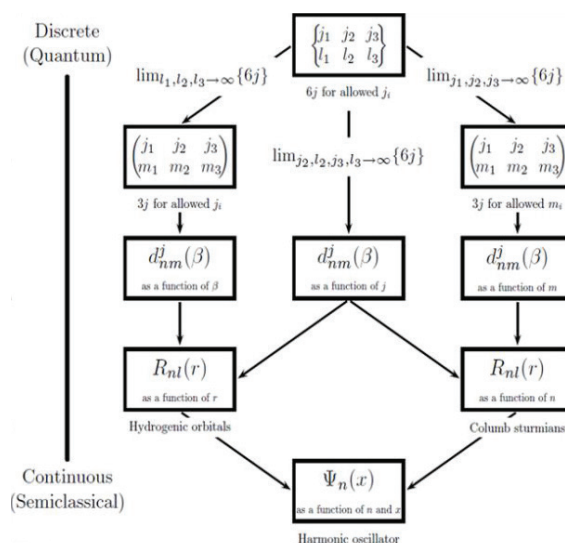 Discrete
(Quantum)
{j₁ j₂ j₃
l₁ l₂ l₃}
6j for allowed jᵢ
lim_{l₁,l₂,l₃→∞}{6j}
lim_{j₁,j₂,j₃→∞}{6j}
(j₁ j₂ j₃
m₁ m₂ m₃)
3j for allowed jᵢ
lim_{j₂,l₂,j₃,l₃→∞}{6j}
(j₁ j₂ j₃
m₁ m₂ m₃)
3j for allowed mᵢ
d^j_{nm}(β)
as a function of β
d^j_{nm}(β)
as a function of j
d^j_{nm}(β)
as a function of m
R_{nl}(r)
as a function of r
Hydrogenic orbitals
R_{nl}(r)
as a function of n
Columb sturmians
Continuous
(Semiclassical)
Ψ_n(x)
as a function of n and x
Harmonic oscillator